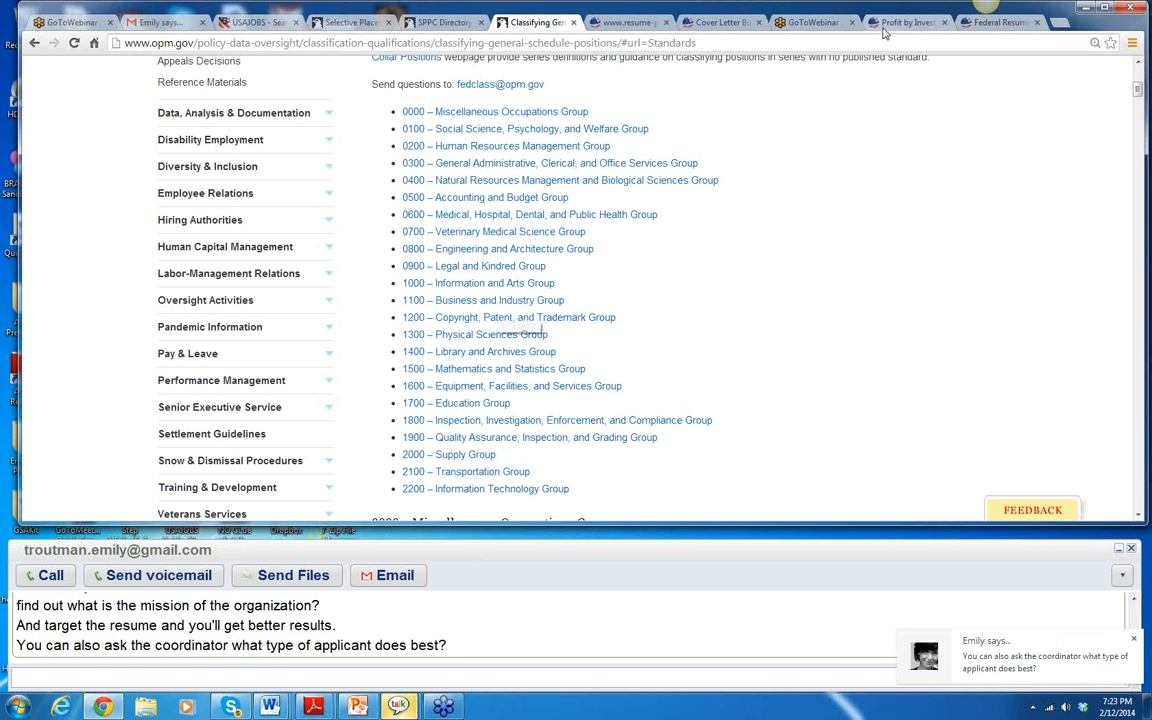 GoToWebinar
Emily says...
USAJOBS - Sea
Selective Place
SPPC Directory
Classifying Gen
www.resume-p
Cover Letter B
GoToWebinar
Profit by Invest
Federal Resum
www.opm.gov/policy-data-oversight/classification-qualifications/classifying-general-schedule-positions/#url=Standards
Appeals Decisions
Reference Materials
Data, Analysis & Documentation
Disability Employment
Diversity & Inclusion
Employee Relations
Hiring Authorities
Human Capital Management
Labor-Management Relations
Oversight Activities
Pandemic Information
Pay & Leave
Performance Management
Senior Executive Service
Settlement Guidelines
Snow & Dismissal Procedures
Training & Development
Veterans Services
Collar Positions webpage provide series definitions and guidance on classifying positions in series with no published standard.
Send questions to: fedclass@opm.gov
0000 – Miscellaneous Occupations Group
0100 – Social Science, Psychology, and Welfare Group
0200 – Human Resources Management Group
0300 – General Administrative, Clerical, and Office Services Group
0400 – Natural Resources Management and Biological Sciences Group
0500 – Accounting and Budget Group
0600 – Medical, Hospital, Dental, and Public Health Group
0700 – Veterinary Medical Science Group
0800 – Engineering and Architecture Group
0900 – Legal and Kindred Group
1000 – Information and Arts Group
1100 – Business and Industry Group
1200 – Copyright, Patent, and Trademark Group
1300 – Physical Sciences Group
1400 – Library and Archives Group
1500 – Mathematics and Statistics Group
1600 – Equipment, Facilities, and Services Group
1700 – Education Group
1800 – Inspection, Investigation, Enforcement, and Compliance Group
1900 – Quality Assurance, Inspection, and Grading Group
2000 – Supply Group
2100 – Transportation Group
2200 – Information Technology Group
FEEDBACK
troutman.emily@gmail.com
Call
Send voicemail
Send Files
Email
find out what is the mission of the organization?
And target the resume and you'll get better results.
You can also ask the coordinator what type of applicant does best?
Emily says...
You can also ask the coordinator what type of
applicant does best?
talk
7:23 PM
2/12/2014